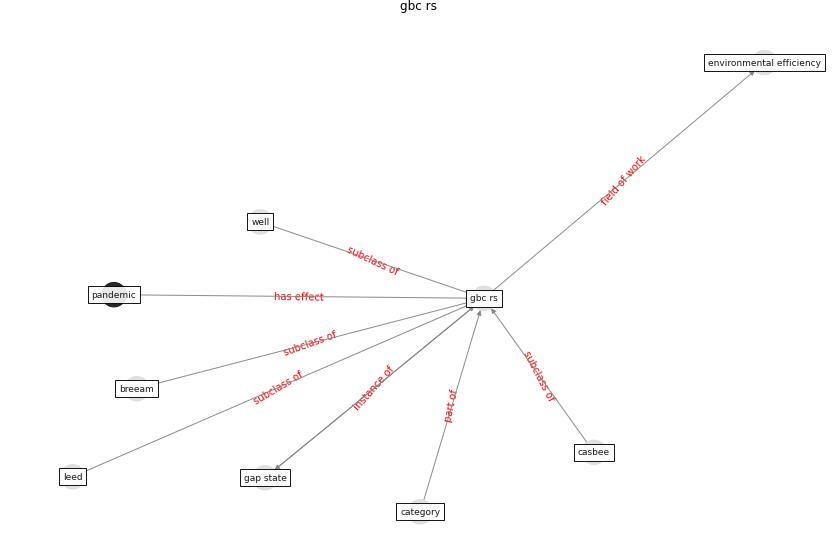 gbc rs
environmental efficiency
field of work
well
subclass of
pandemic
has effect
gbc rs
subclass of
breeam
subclass of
instance of
part of
subclass of
casbee
leed
gap state
category